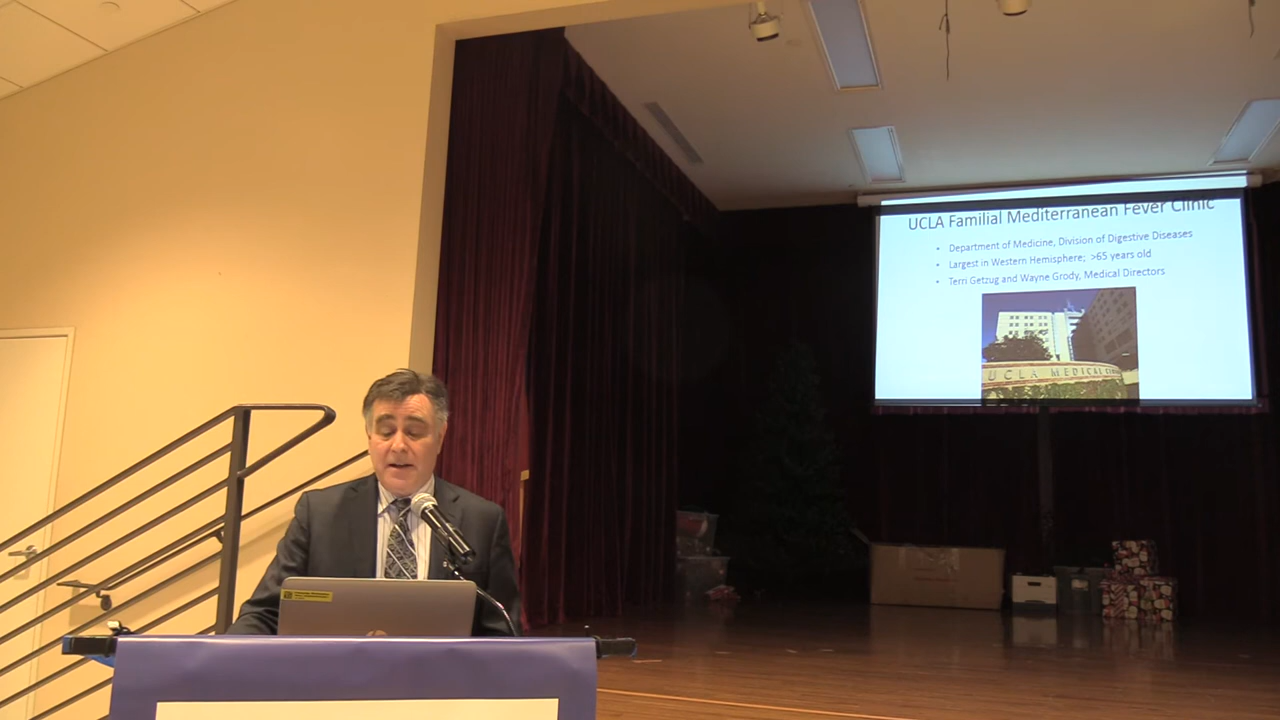 UCLA Familial Mediterranean Fever Clinic
• Department of Medicine, Division of Digestive Diseases
• Largest in Western Hemisphere; >65 years old
• Terri Getzug and Wayne Grody, Medical Directors
UCLA MEDICAL